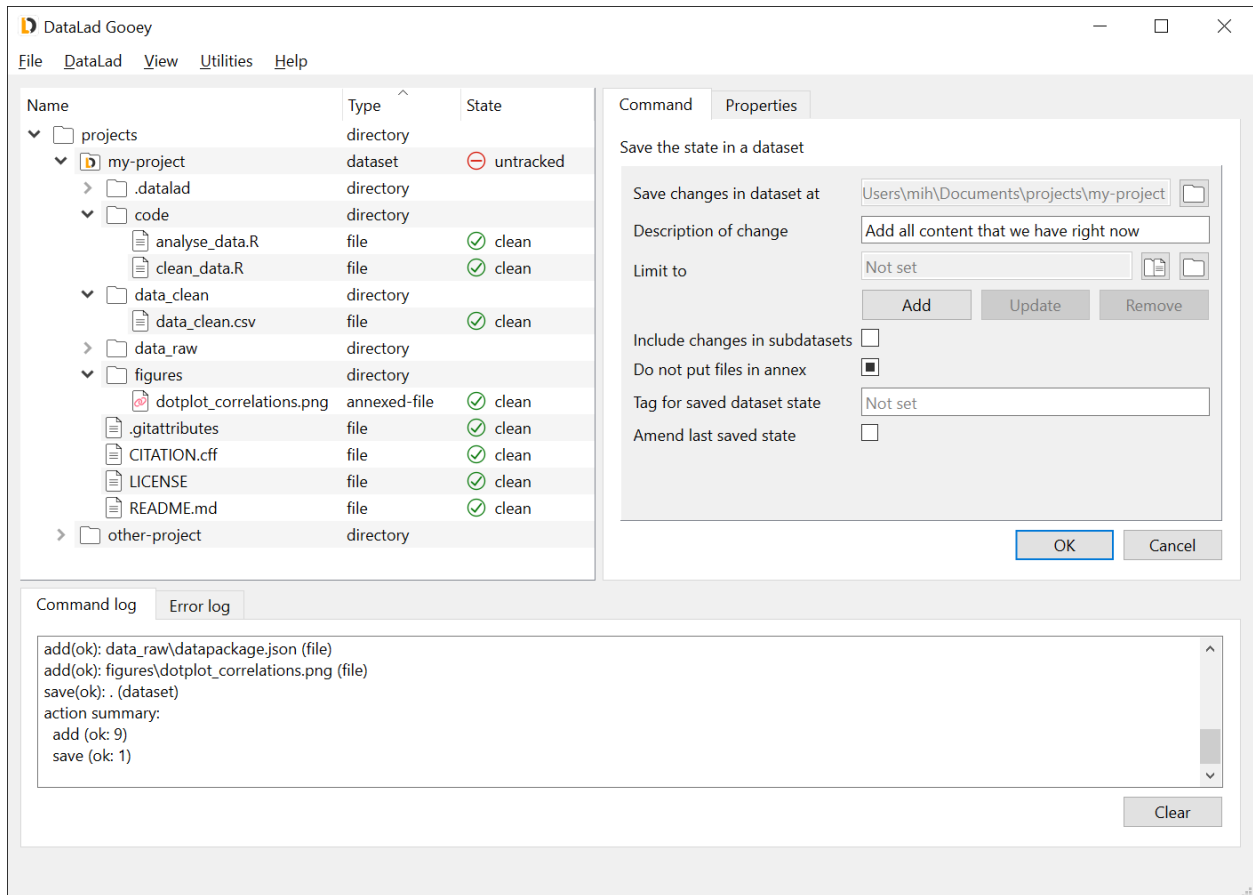 DataLad Gooey
File DataLad View Utilities Help
Name Type State
projects directory
my-project dataset untracked
.datalad directory
code directory
analyse_data.R file clean
clean_data.R file clean
data_clean directory
data_clean.csv file clean
data_raw directory
figures directory
dotplot_correlations.png annexed-file clean
.gitattributes file clean
CITATION.cff file clean
LICENSE file clean
README.md file clean
other-project directory
Command Properties
Save the state in a dataset
Save changes in dataset at Users\mih\Documents\projects\my-project
Description of change Add all content that we have right now
Limit to Not set
Add Update Remove
Include changes in subdatasets
Do not put files in annex
Tag for saved dataset state Not set
Amend last saved state
OK Cancel
Command log Error log
add(ok): data_raw\datapackage.json (file)
add(ok): figures\dotplot_correlations.png (file)
save(ok): . (dataset)
action summary:
add (ok: 9)
save (ok: 1)
Clear